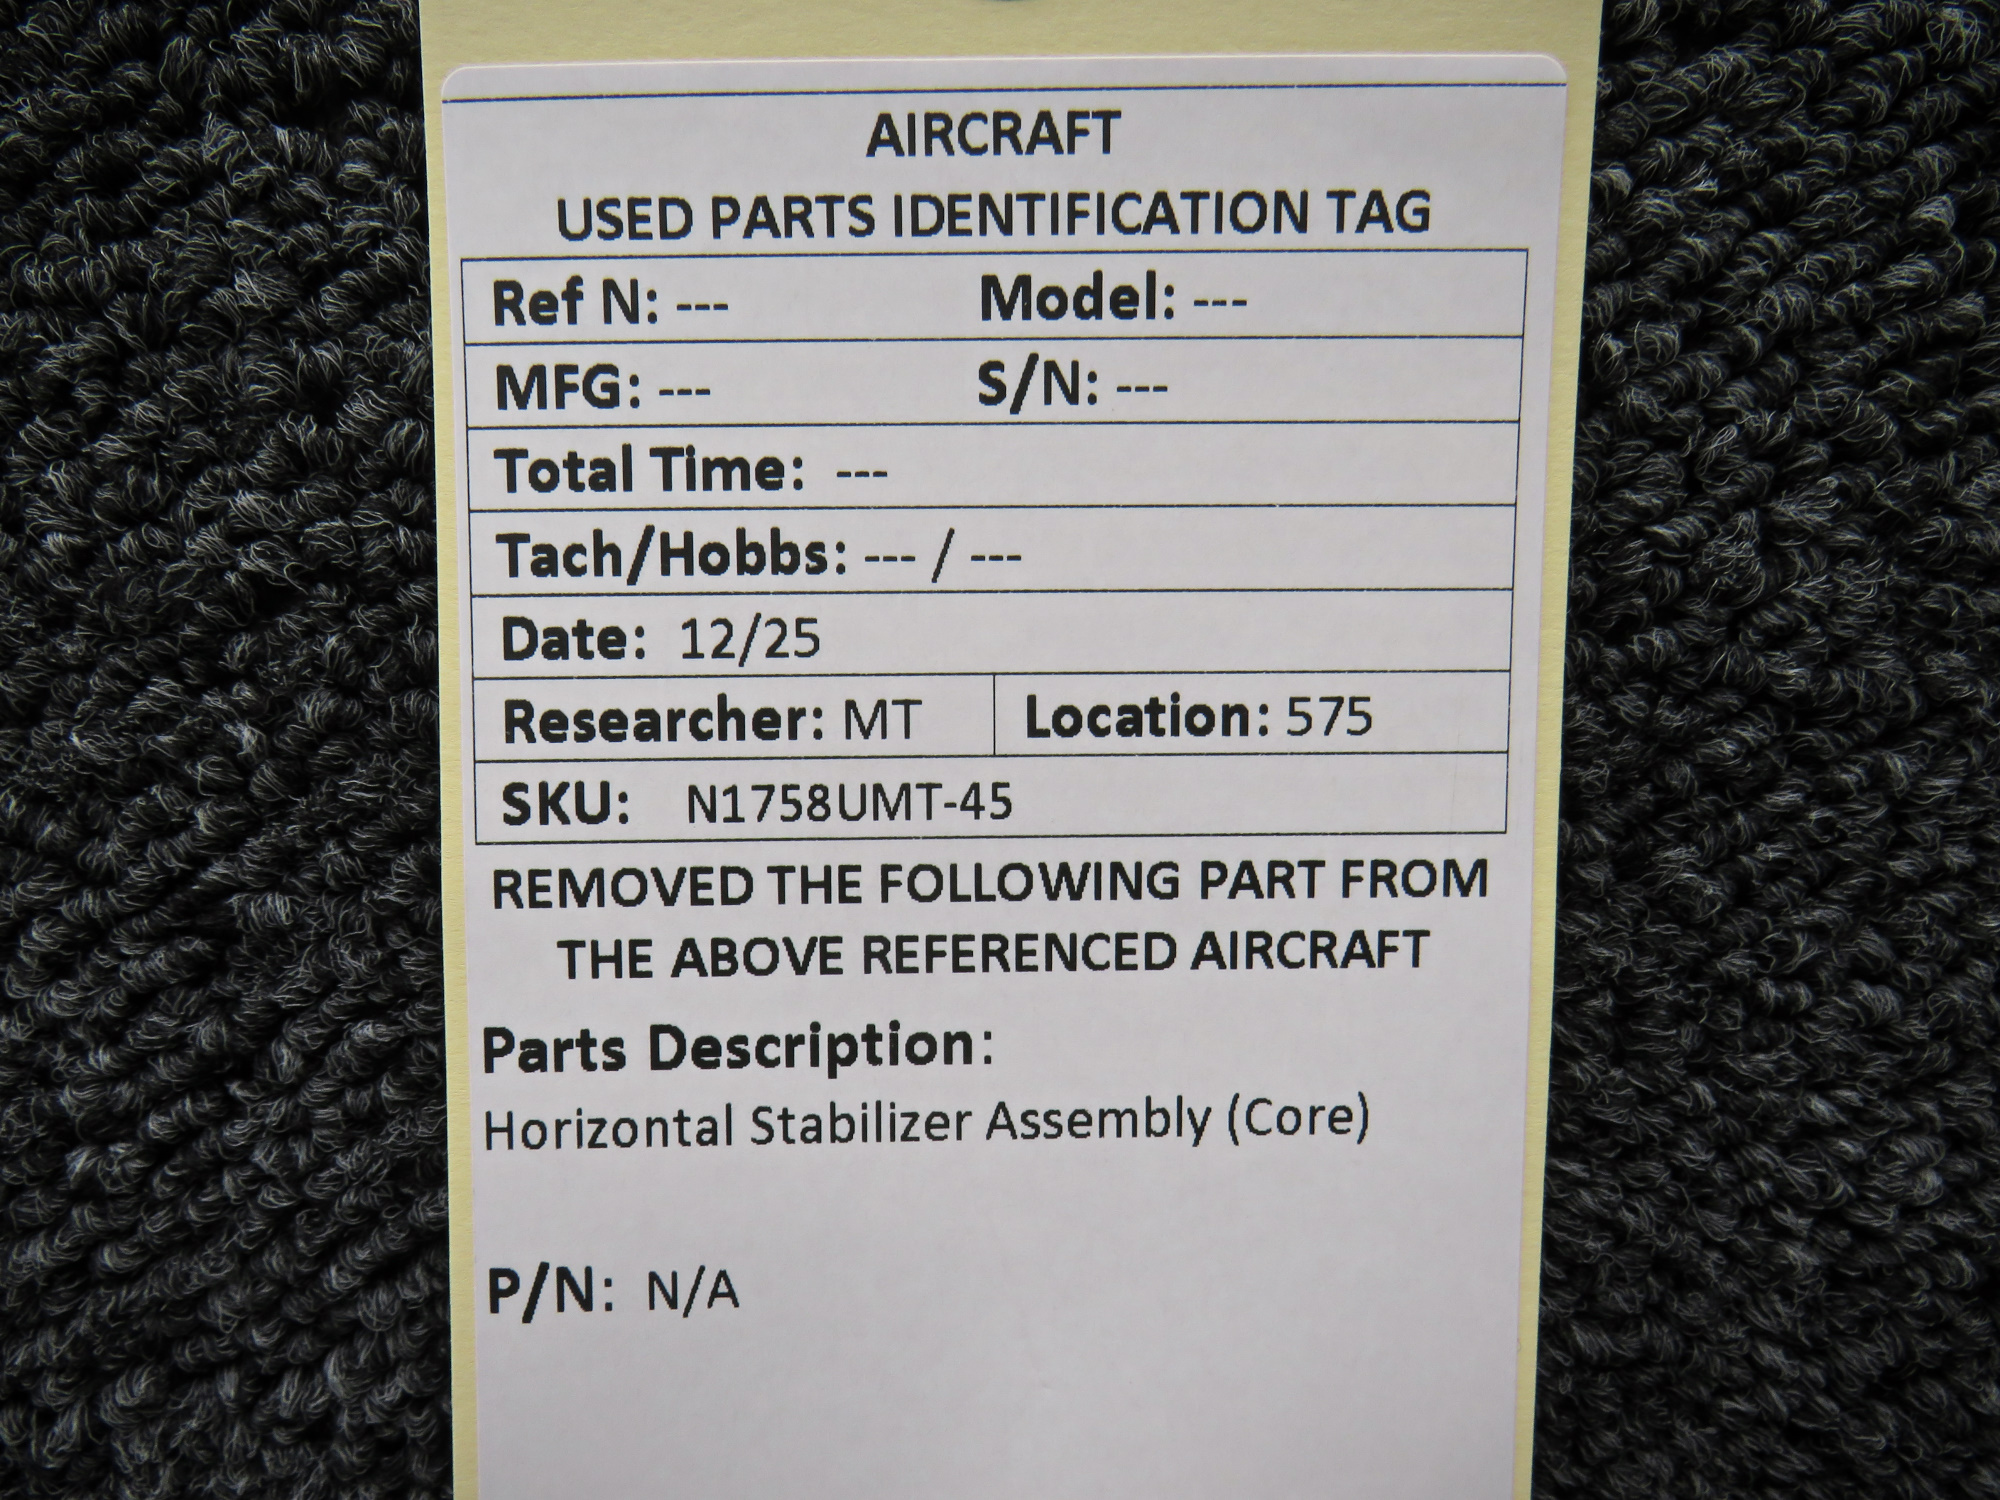 AIRCRAFT
USED PARTS IDENTIFICATION TAG
Ref N: --- Model: ---
MFG: --- S/N: ---
Total Time: ---
Tach/Hobbs: --- / ---
Date: 12/25
Researcher: MT Location: 575
SKU: N1758UMT-45
REMOVED THE FOLLOWING PART FROM
THE ABOVE REFERENCED AIRCRAFT
Parts Description:
Horizontal Stabilizer Assembly (Core)
P/N: N/A